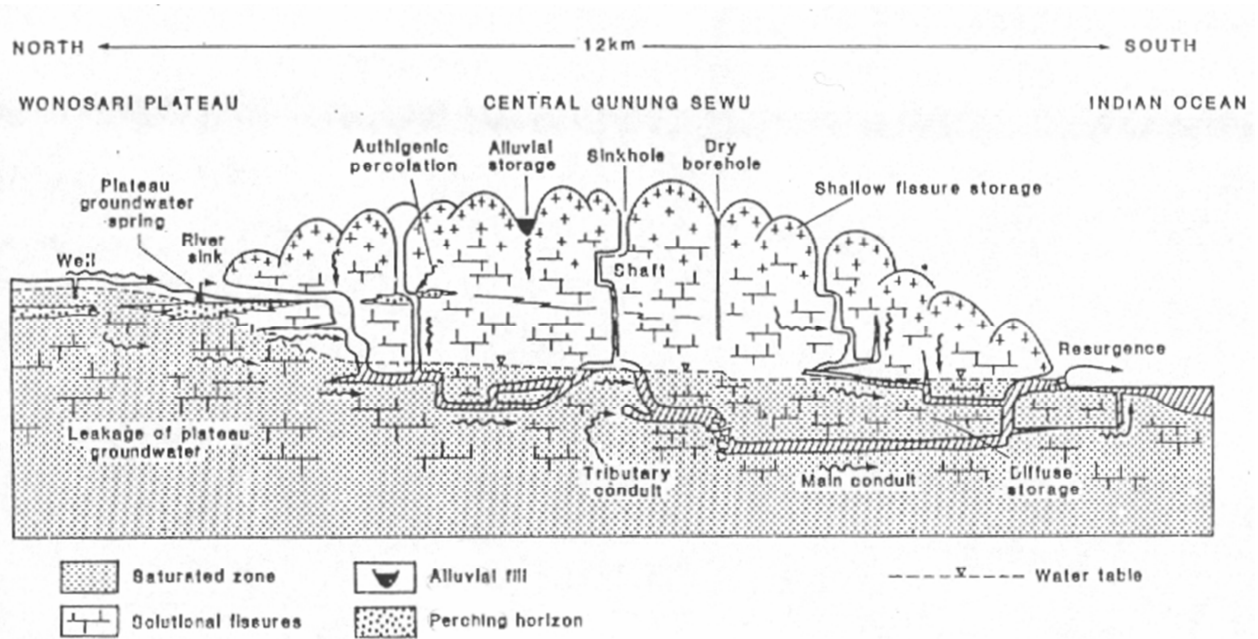 NORTH
12km
SOUTH
WONOSARI PLATEAU
CENTRAL GUNUNG SEWU
INDIAN OCEAN
Authigenic
percolation
Alluvial
storage
Sinkhole
Dry
borehole
Plateau
groundwater
spring
Shallow fissure storage
River
sink
Well
Shaft
Resurgence
Leakage of plateau
groundwater
Tributary
conduit
Main conduit
Diffuse
storage
Saturated zone
Alluvial fill
Water table
Solutional fissures
Perching horizon